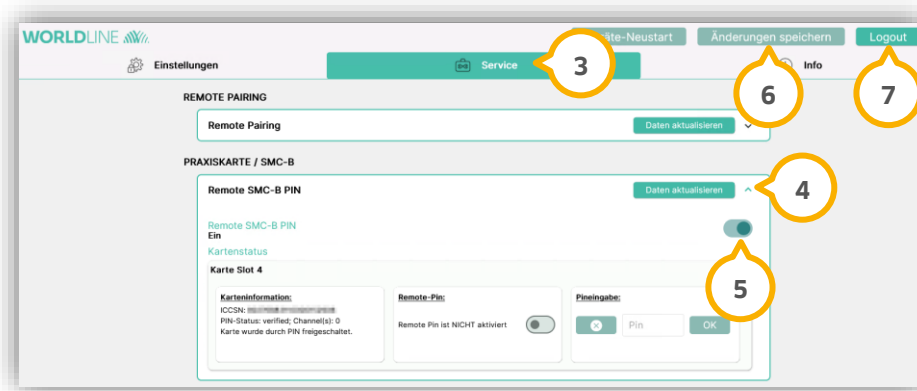 WORLDLINE
lite-Neustart
Änderungen speichern
Logout
Einstellungen
Service
3
Info
6
7
REMOTE PAIRING
Remote Pairing
Daten aktualisieren
PRAXISKARTE / SMC-B
Remote SMC-B PIN
Daten aktualisieren
4
Remote SMC-B PIN
Ein
Kartenstatus
Karte Slot 4
5
Karteninformation:
ICCSN:
PIN-Status: verified; Channel(s): 0
Karte wurde durch PIN freigeschaltet.
Remote-Pin:
Remote Pin ist NICHT aktiviert
Pineingabe:
Pin
OK